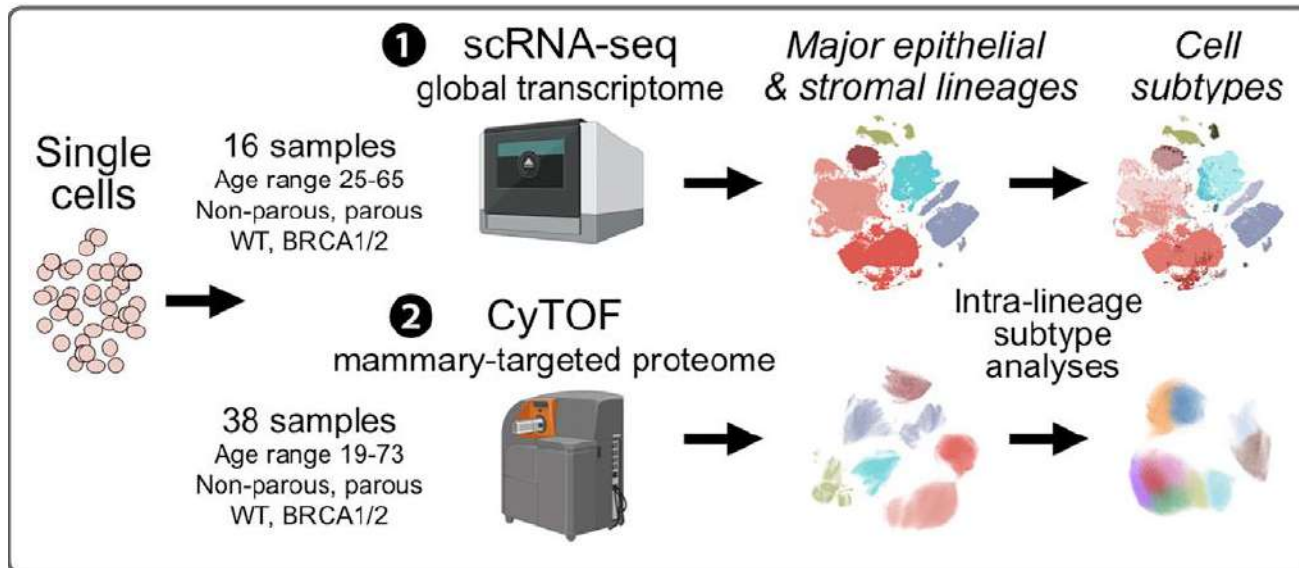 1 scRNA-seq
global transcriptome
Major epithelial
& stromal lineages
Cell
subtypes
Single
cells
16 samples
Age range 25-65
Non-parous, parous
WT, BRCA1/2
2 CyTOF
mammary-targeted proteome
Intra-lineage
subtype
analyses
38 samples
Age range 19-73
Non-parous, parous
WT, BRCA1/2